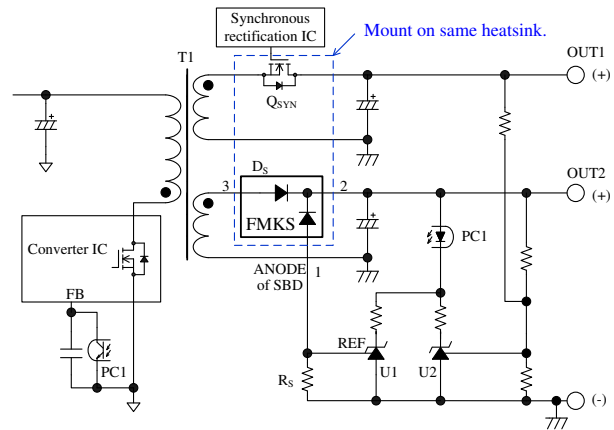 Synchronous
rectification IC
Mount on same heatsink.
T1
OUT1
(+)
QSYN
DS
OUT2
3
2
(+)
FMKS
Converter IC
PC1
ANODE
of SBD
1
FB
REF
U1
U2
PC1
RS
(-)